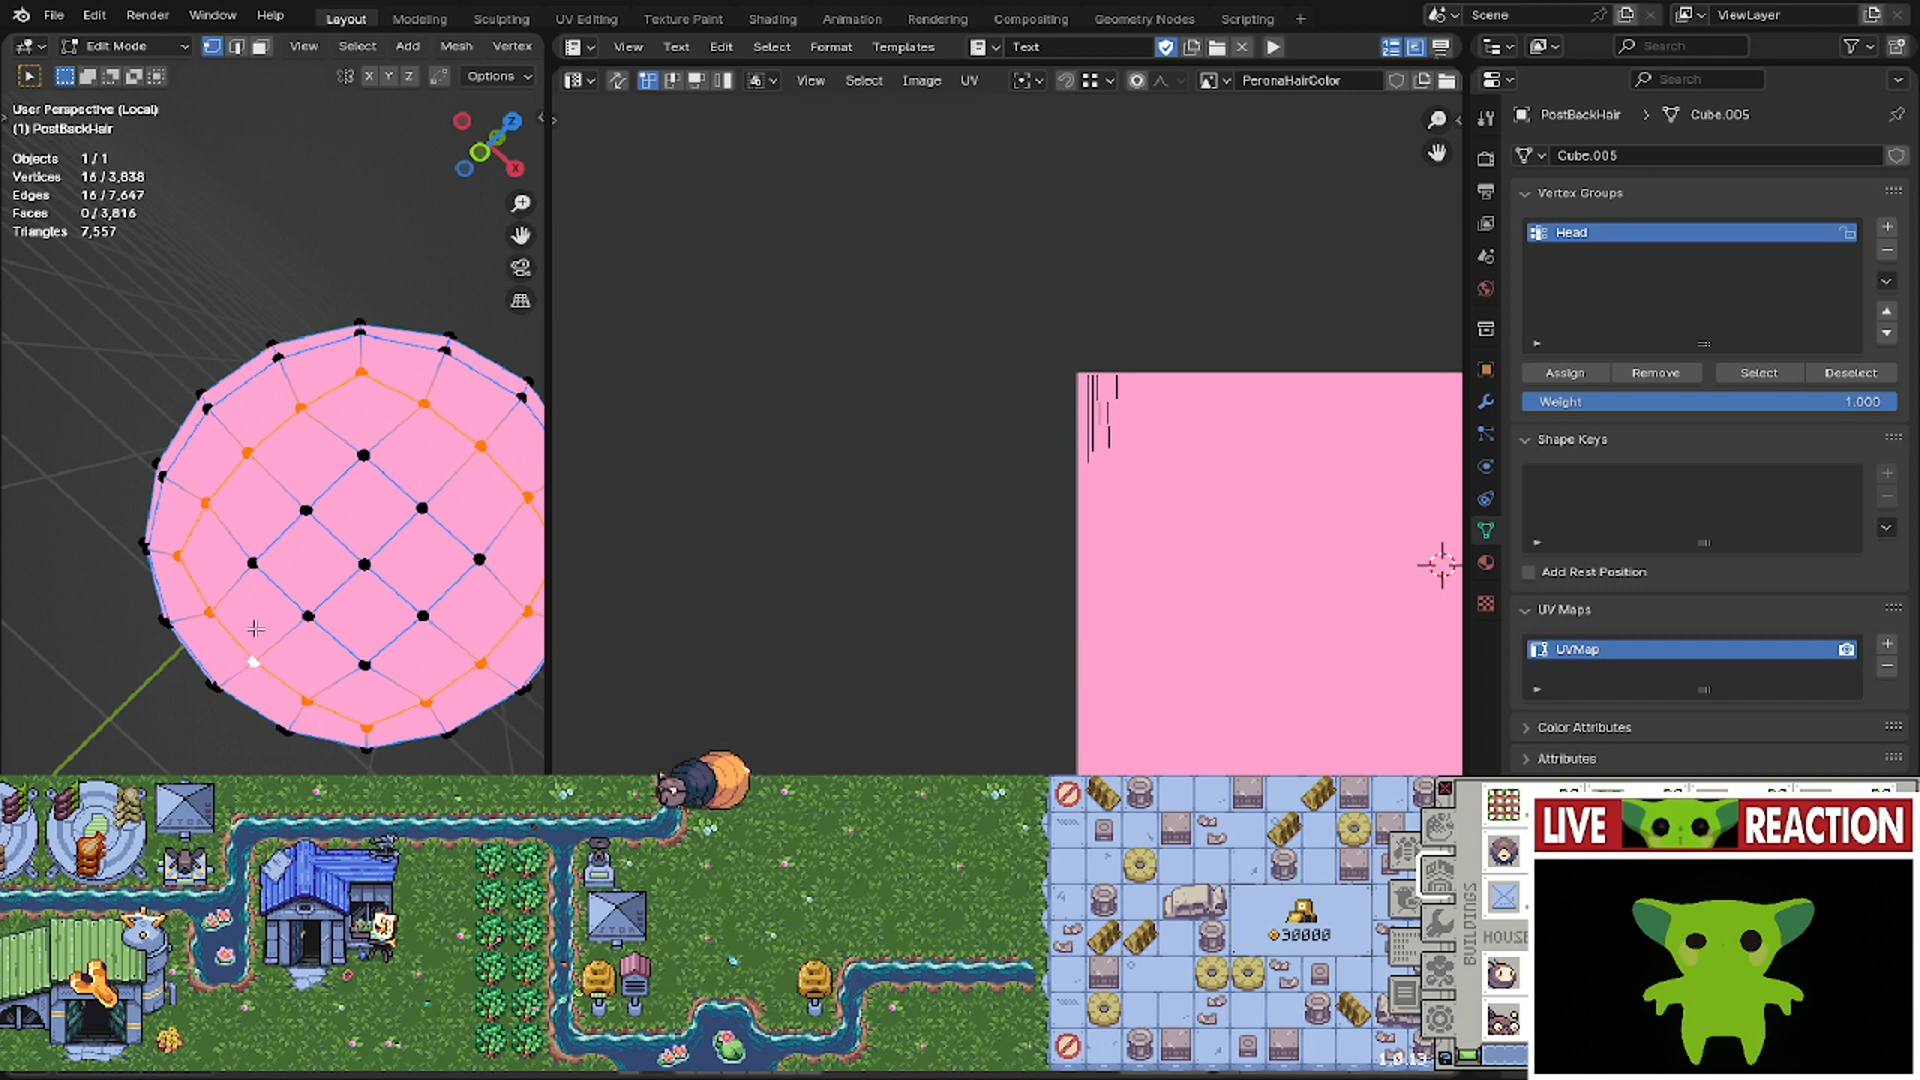 File Edit Render Window Help Layout Modeling Sculpting UV Editing Texture Paint Shading Animation Rendering Compositing Geometry Nodes Scripting + Scene ViewLayer
Edit Mode View Select Add Mesh Vertex View Text Edit Select Format Templates Text Search
X Y Z Options View Select Image UV PeronaHairColor Search
User Perspective (Local)
(1) PostBackHair
Objects 1 / 1
Vertices 16 / 3,838
Edges 16 / 7,647
Faces 0 / 3,816
Triangles 7,557
Z
X
PostBackHair > Cube.005
Cube.005
Vertex Groups
Head
Assign Remove Select Deselect
Weight 1.000
Shape Keys
Add Rest Position
UV Maps
UVMap
Color Attributes
Attributes
LIVE REACTION
30000
BUILDINGS
HOUSE
1.0.13